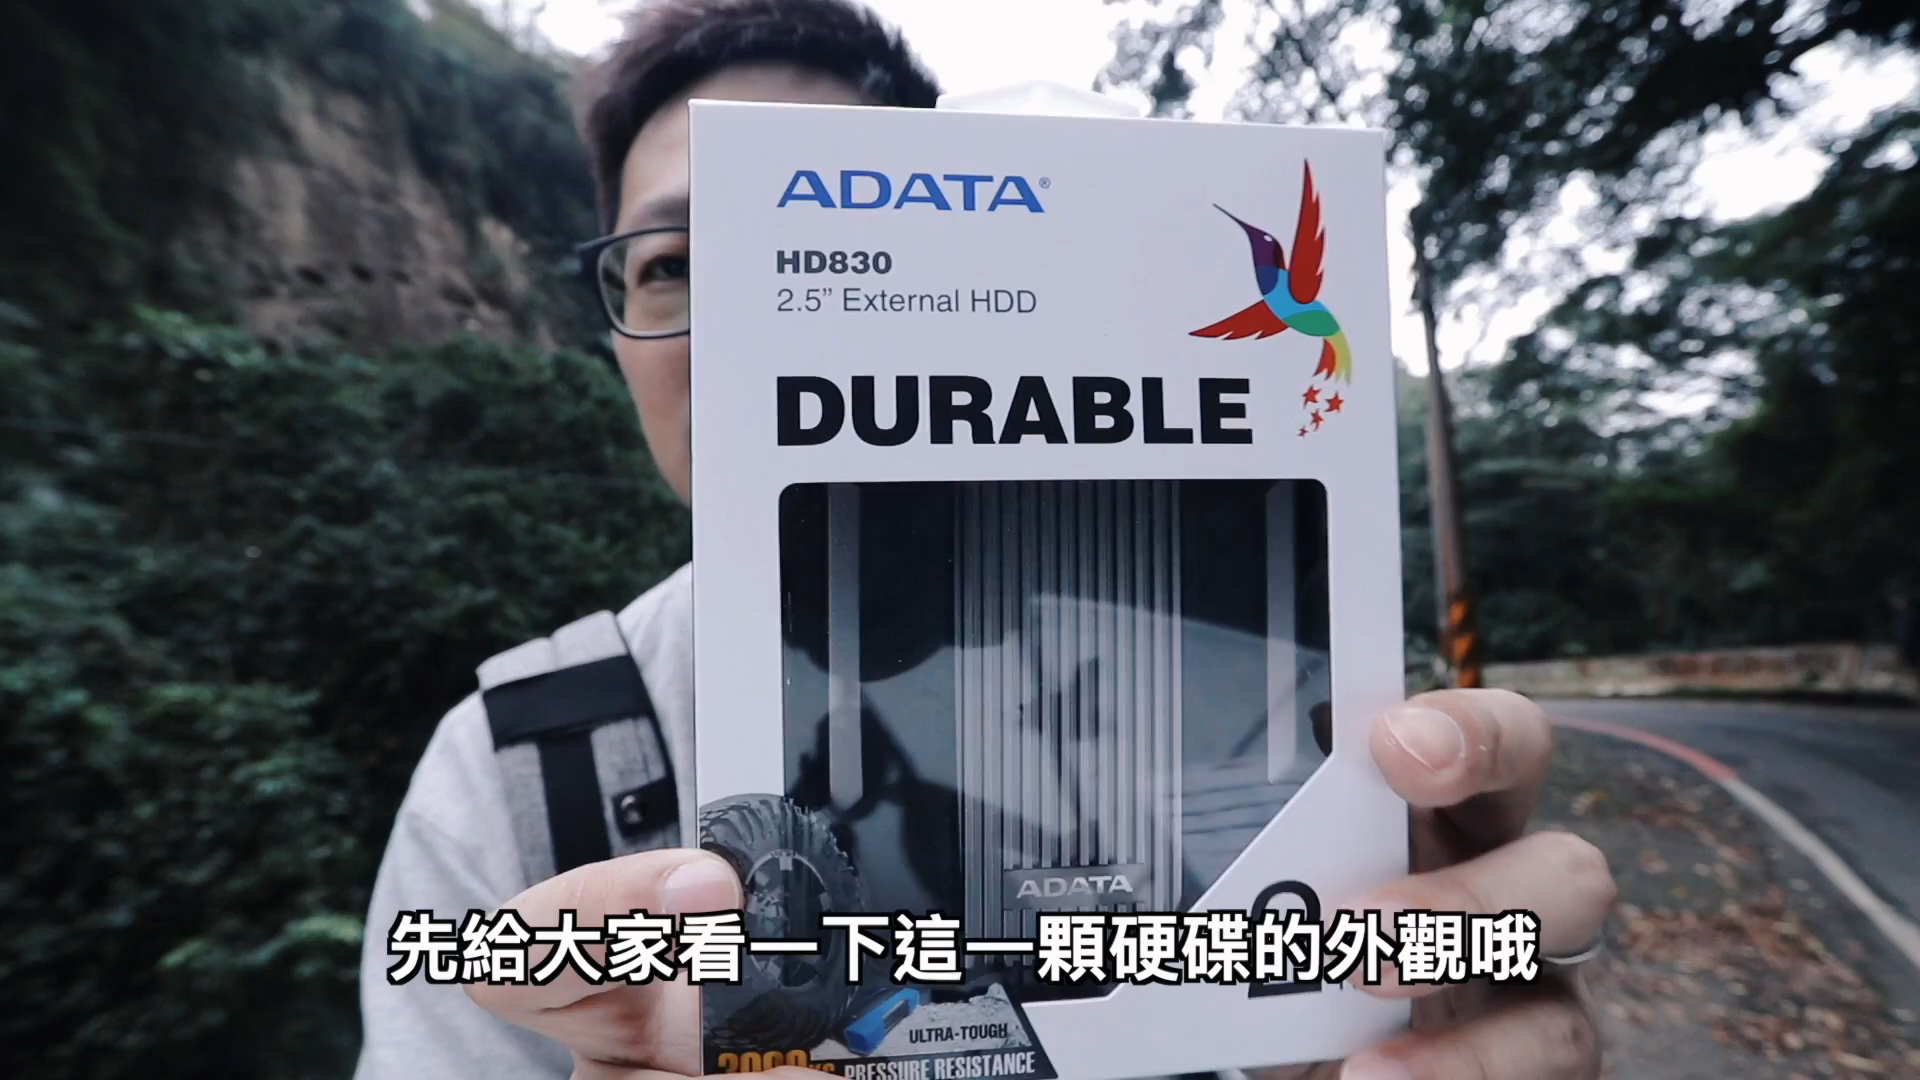 ADATA®
HD830
2.5” External HDD
DURABLE
ADATA
先給大家看一下這一顆硬碟的外觀哦
ULTRA-TOUGH
3000KG PRESSURE RESISTANCE